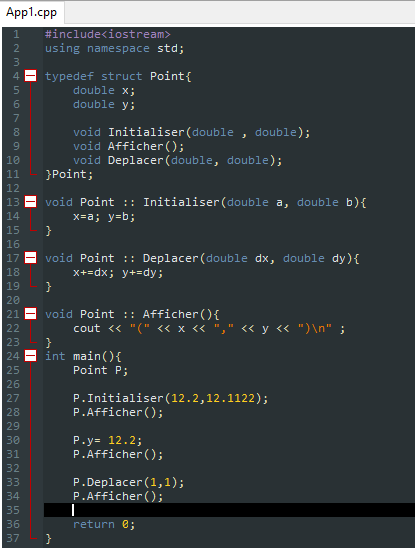 App1.cpp
1 #include<iostream>
2 using namespace std;
3
4 typedef struct Point{
5 double x;
6 double y;
7
8 void Initialiser(double , double);
9 void Afficher();
10 void Deplacer(double, double);
11 }Point;
12
13 void Point :: Initialiser(double a, double b){
14 x=a; y=b;
15 }
16
17 void Point :: Deplacer(double dx, double dy){
18 x+=dx; y+=dy;
19 }
20
21 void Point :: Afficher(){
22 cout << "(" << x << "," << y << ")\n" ;
23 }
24 int main(){
25 Point P;
26
27 P.Initialiser(12.2,12.1122);
28 P.Afficher();
29
30 P.y= 12.2;
31 P.Afficher();
32
33 P.Deplacer(1,1);
34 P.Afficher();
35
36 return 0;
37 }